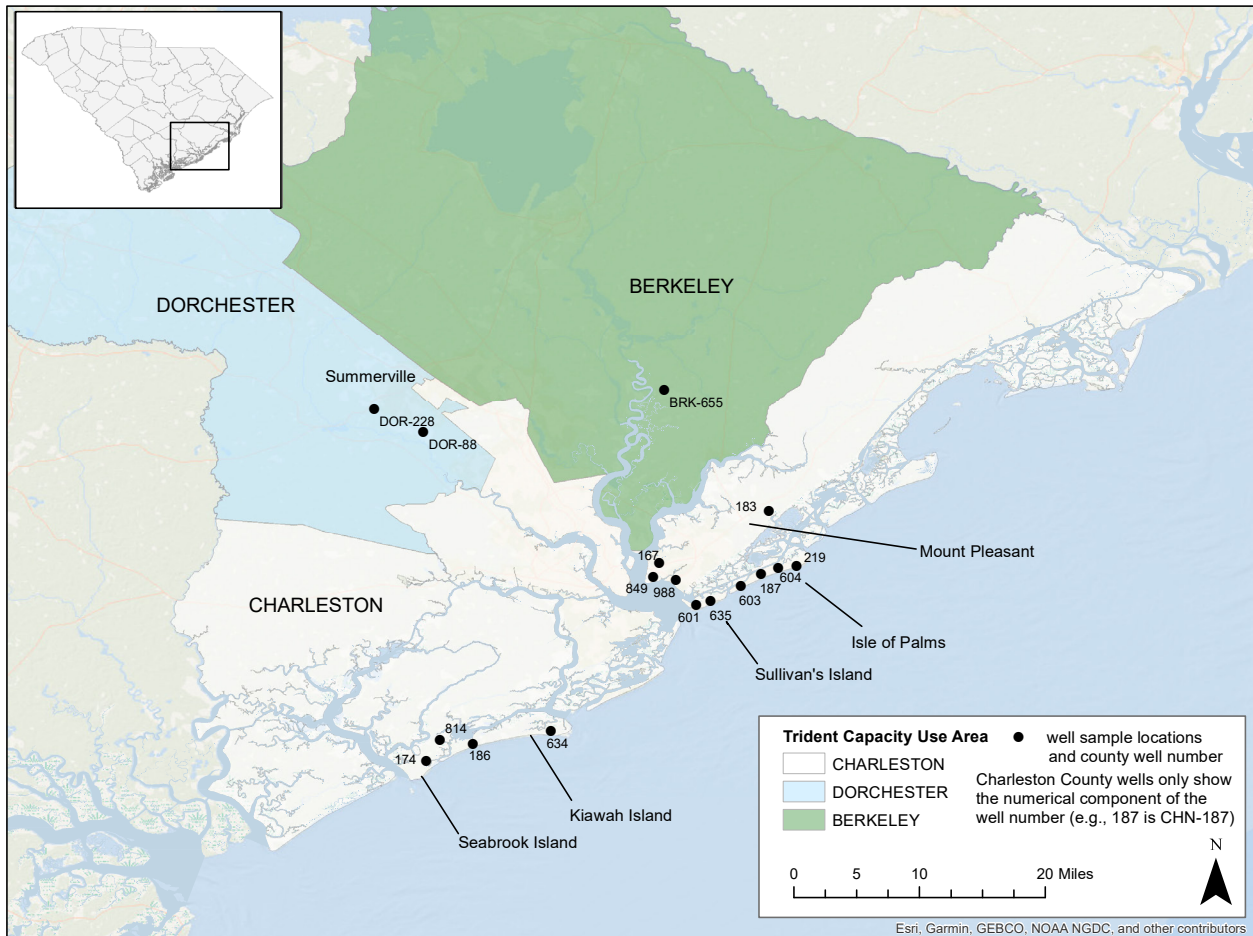 BERKELEY
DORCHESTER
Summerville
DOR-228
DOR-88
BRK-655
183
Mount Pleasant
167
849
988
219
604
187
603
635
601
Isle of Palms
Sullivan's Island
CHARLESTON
814
174
186
634
Kiawah Island
Seabrook Island
Trident Capacity Use Area
CHARLESTON
DORCHESTER
BERKELEY
well sample locations
and county well number
Charleston County wells only show
the numerical component of the
well number (e.g., 187 is CHN-187)
N
0 5 10 20 Miles
Esri, Garmin, GEBCO, NOAA NGDC, and other contributors